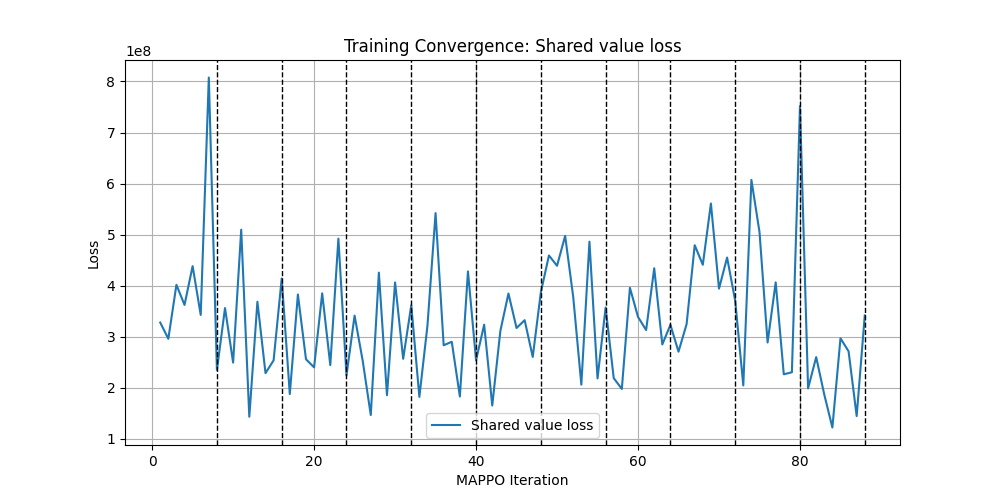 Training Convergence: Shared value loss
1e8
8
7
6
5
4
3
2
1
Loss
Shared value loss
0 20 40 60 80
MAPPO Iteration